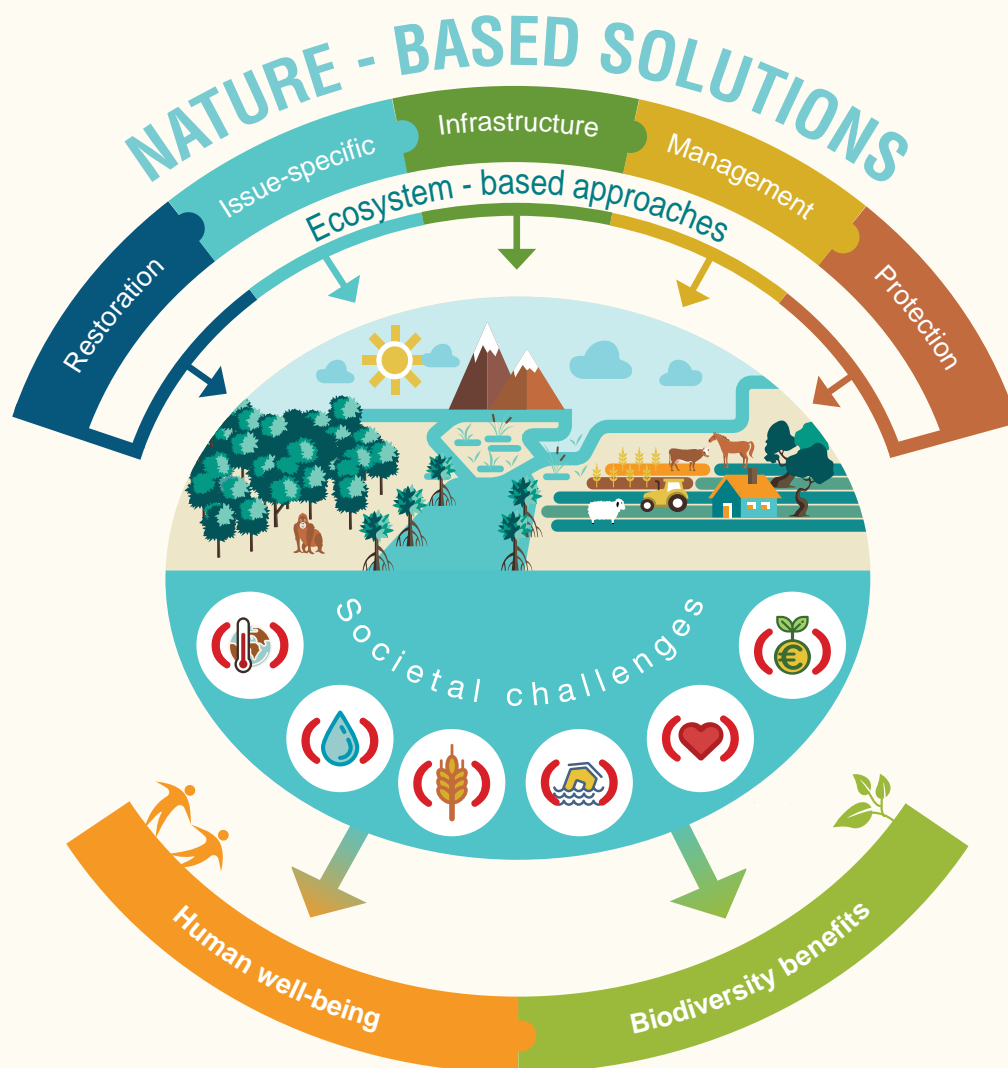 NATURE - BASED SOLUTIONS
Restoration
Issue-specific
Infrastructure
Management
Protection
Ecosystem - based approaches
Societal challenges
€
Human well-being
Biodiversity benefits